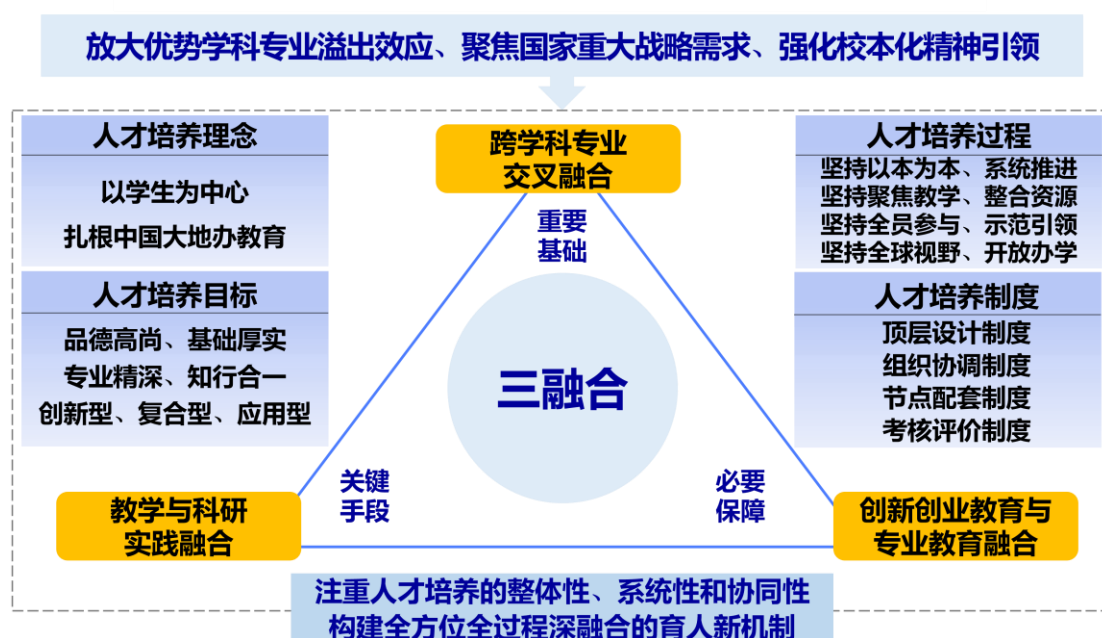 放大优势学科专业溢出效应、聚焦国家重大战略需求、强化校本化精神引领
人才培养理念
以学生为中心
扎根中国大地办教育
人才培养目标
品德高尚、基础厚实
专业精深、知行合一
创新型、复合型、应用型
跨学科专业
交叉融合
重要
基础
三融合
关键
手段
必要
保障
教学与科研
实践融合
创新创业教育与
专业教育融合
人才培养过程
坚持以本为本、系统推进
坚持聚焦教学、整合资源
坚持全员参与、示范引领
坚持全球视野、开放办学
人才培养制度
顶层设计制度
组织协调制度
节点配套制度
考核评价制度
注重人才培养的整体性、系统性和协同性
构建全方位全过程深融合的育人新机制